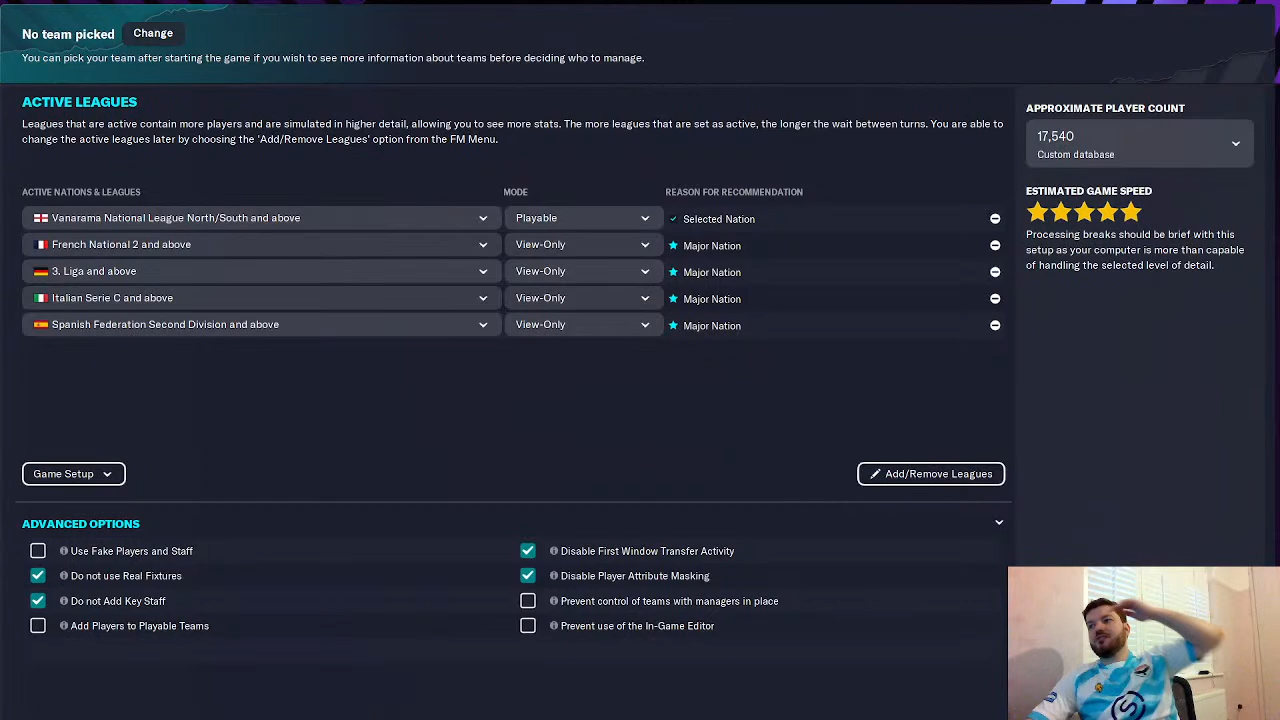 No team picked
Change
You can pick your team after starting the game if you wish to see more information about teams before deciding who to manage.
ACTIVE LEAGUES
Leagues that are active contain more players and are simulated in higher detail, allowing you to see more stats. The more leagues that are set as active, the longer the wait between turns. You are able to
change the active leagues later by choosing the 'Add/Remove Leagues' option from the FM Menu.
ACTIVE NATIONS & LEAGUES
MODE
REASON FOR RECOMMENDATION
Vanarama National League North/South and above
Playable
Selected Nation
French National 2 and above
View-Only
Major Nation
3. Liga and above
View-Only
Major Nation
Italian Serie C and above
View-Only
Major Nation
Spanish Federation Second Division and above
View-Only
Major Nation
Game Setup
Add/Remove Leagues
APPROXIMATE PLAYER COUNT
17,540
Custom database
ESTIMATED GAME SPEED
Processing breaks should be brief with this
setup as your computer is more than capable
of handling the selected level of detail.
ADVANCED OPTIONS
Use Fake Players and Staff
Do not use Real Fixtures
Do not Add Key Staff
Add Players to Playable Teams
Disable First Window Transfer Activity
Disable Player Attribute Masking
Prevent control of teams with managers in place
Prevent use of the In-Game Editor